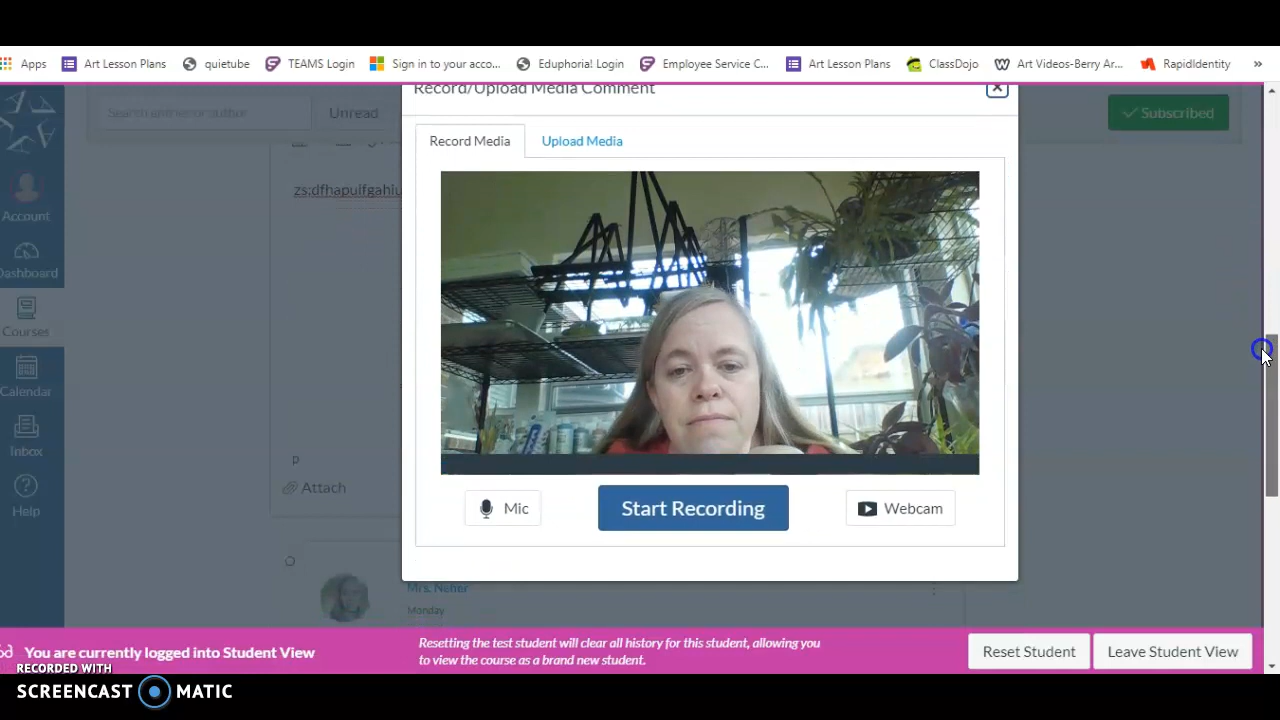 Apps Art Lesson Plans quietube TEAMS Login Sign in to your acco... Eduphoria! Login Employee Service C... Art Lesson Plans ClassDojo Art Videos-Berry Ar... RapidIdentity »
Record/Upload Media Comment
Search entries or author Unread Subscribed
Record Media Upload Media
zs;dfhapuifgahiu
Account
Dashboard
Courses
Calendar
Inbox
Help
p
Attach
Mic Start Recording Webcam
Mrs. Neher
Monday
You are currently logged into Student View
Resetting the test student will clear all history for this student, allowing you
to view the course as a brand new student.
Reset Student Leave Student View
RECORDED WITH
SCREENCAST MATIC